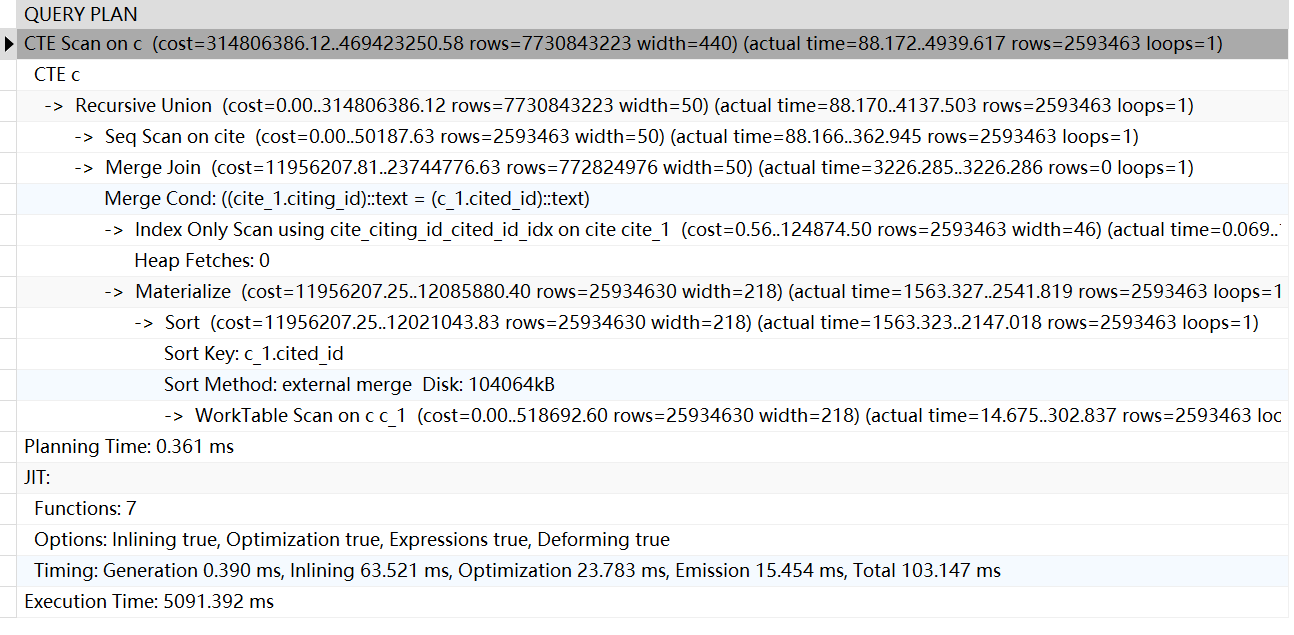 QUERY PLAN
CTE Scan on c (cost=314806386.12..469423250.58 rows=7730843223 width=440) (actual time=88.172..4939.617 rows=2593463 loops=1)
CTE c
-> Recursive Union (cost=0.00..314806386.12 rows=7730843223 width=50) (actual time=88.170..4137.503 rows=2593463 loops=1)
-> Seq Scan on cite (cost=0.00..50187.63 rows=2593463 width=50) (actual time=88.166..362.945 rows=2593463 loops=1)
-> Merge Join (cost=11956207.81..23744776.63 rows=772824976 width=50) (actual time=3226.285..3226.286 rows=0 loops=1)
Merge Cond: ((cite_1.citing_id)::text = (c_1.cited_id)::text)
-> Index Only Scan using cite_citing_id_cited_id_idx on cite cite_1 (cost=0.56..124874.50 rows=2593463 width=46) (actual time=0.069..
Heap Fetches: 0
-> Materialize (cost=11956207.25..12085880.40 rows=25934630 width=218) (actual time=1563.327..2541.819 rows=2593463 loops=1
-> Sort (cost=11956207.25..12021043.83 rows=25934630 width=218) (actual time=1563.323..2147.018 rows=2593463 loops=1)
Sort Key: c_1.cited_id
Sort Method: external merge Disk: 104064kB
-> WorkTable Scan on c c_1 (cost=0.00..518692.60 rows=25934630 width=218) (actual time=14.675..302.837 rows=2593463 loc
Planning Time: 0.361 ms
JIT:
Functions: 7
Options: Inlining true, Optimization true, Expressions true, Deforming true
Timing: Generation 0.390 ms, Inlining 63.521 ms, Optimization 23.783 ms, Emission 15.454 ms, Total 103.147 ms
Execution Time: 5091.392 ms